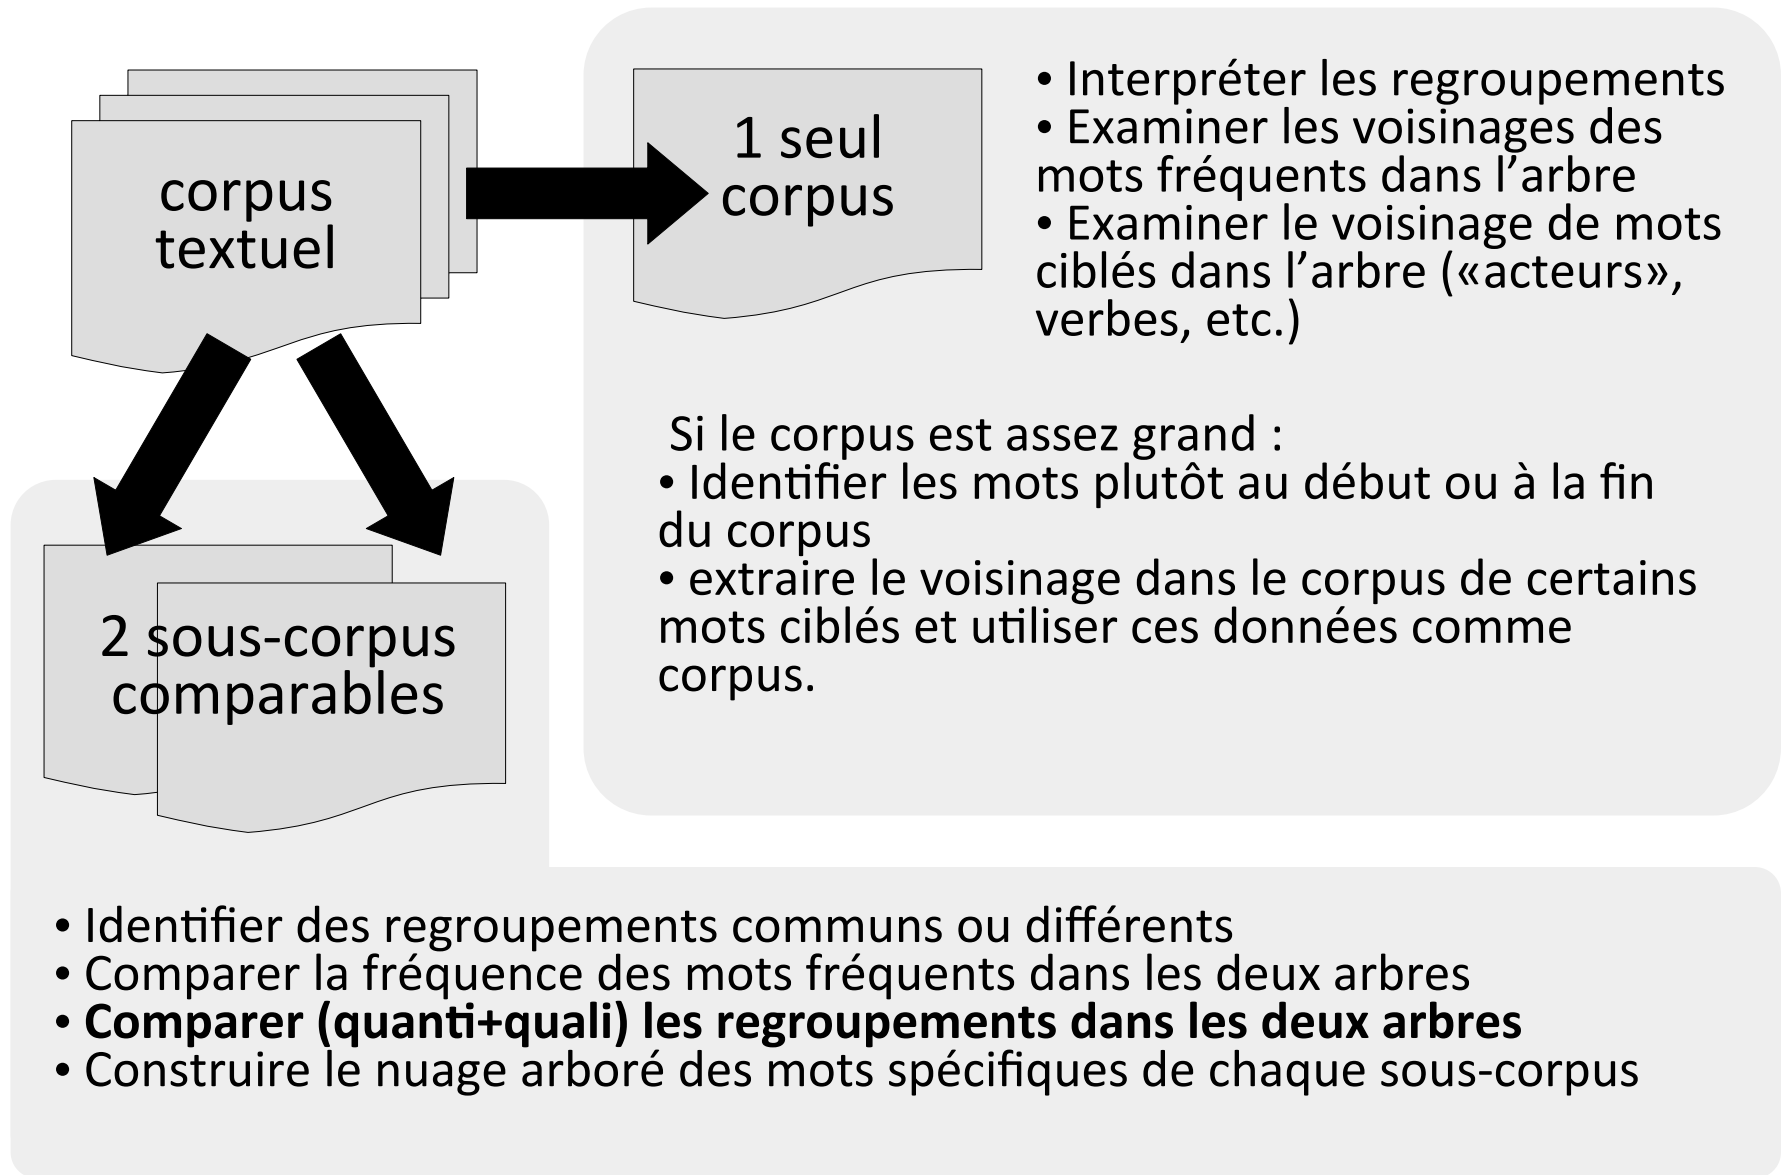 corpus
textuel
1 seul
corpus
• Interpréter les regroupements
• Examiner les voisinages des
mots fréquents dans l’arbre
• Examiner le voisinage de mots
ciblés dans l’arbre («acteurs»,
verbes, etc.)
Si le corpus est assez grand :
• Identifier les mots plutôt au début ou à la fin
du corpus
• extraire le voisinage dans le corpus de certains
mots ciblés et utiliser ces données comme
corpus.
2 sous-corpus
comparables
• Identifier des regroupements communs ou différents
• Comparer la fréquence des mots fréquents dans les deux arbres
• Comparer (quanti+quali) les regroupements dans les deux arbres
• Construire le nuage arboré des mots spécifiques de chaque sous-corpus